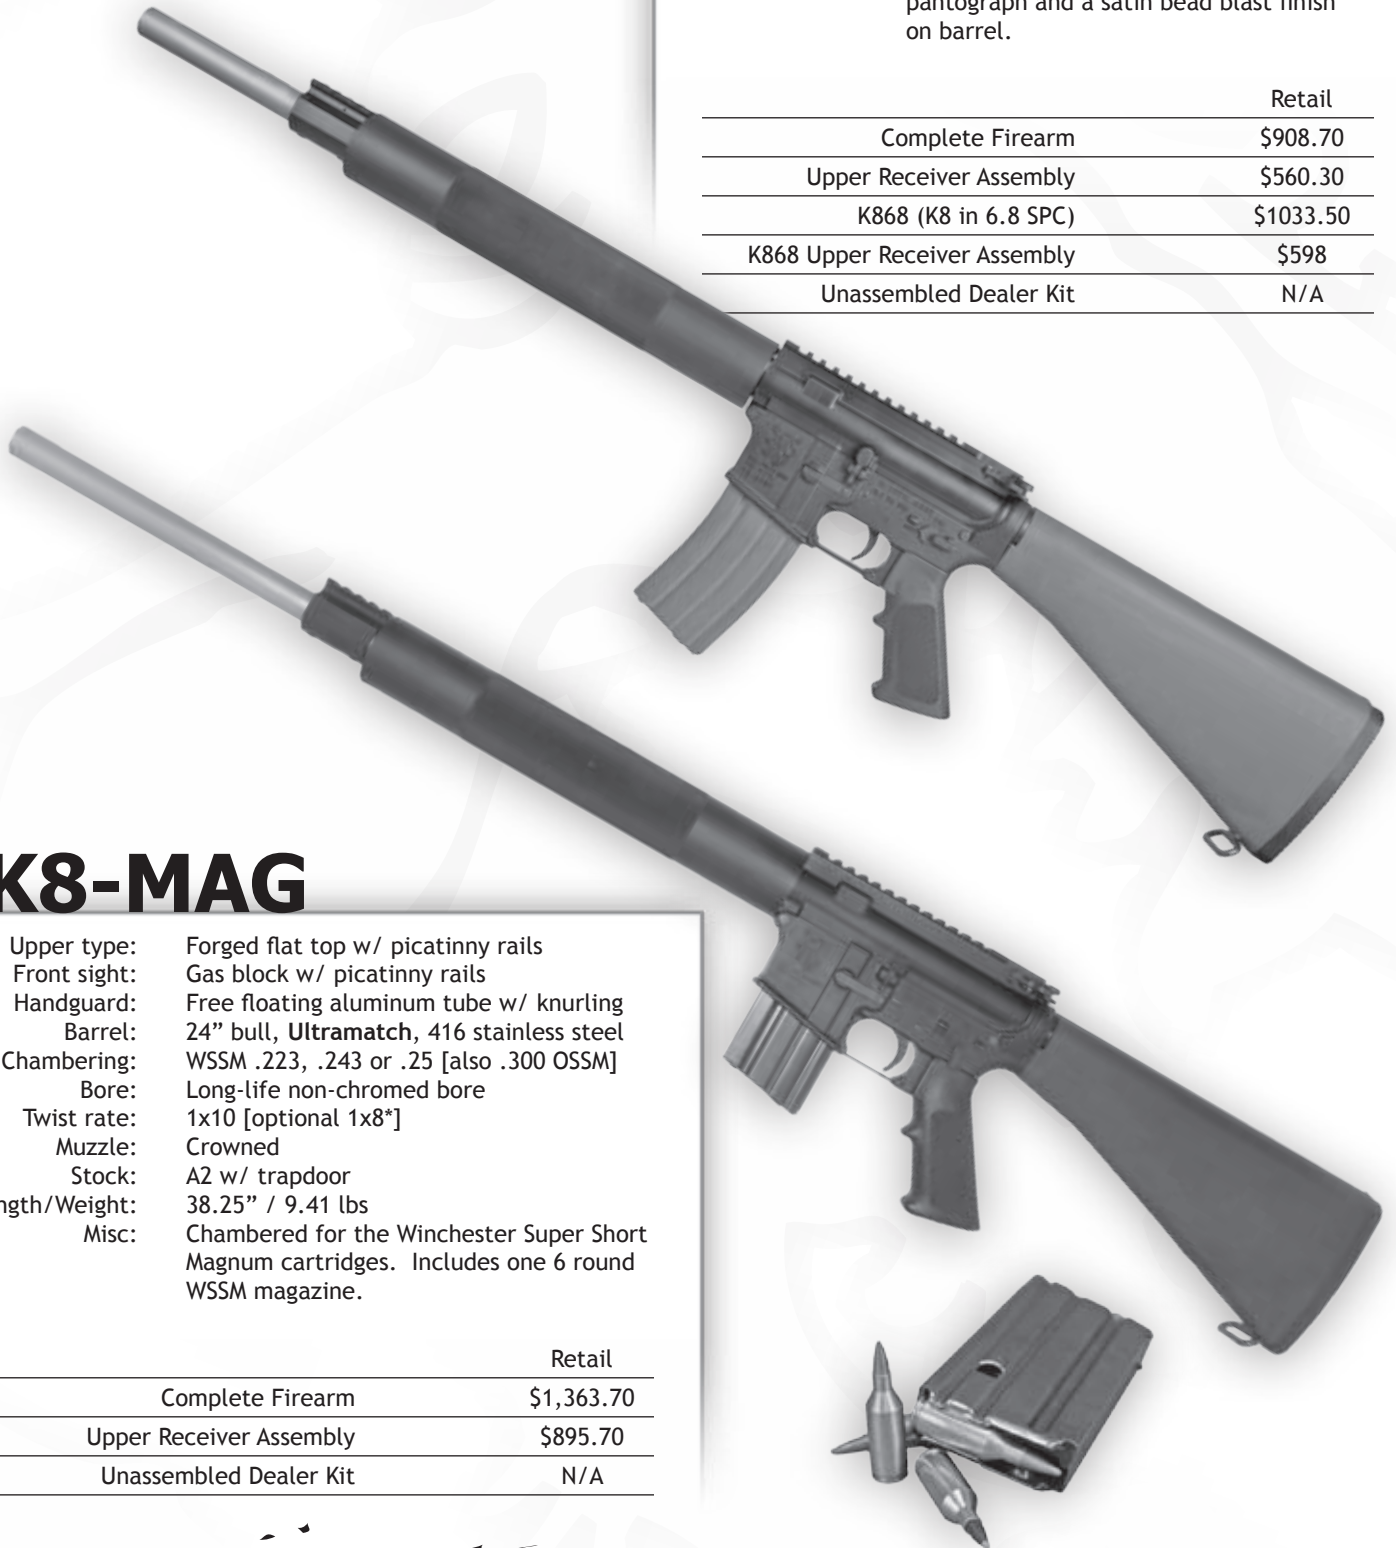 pantograph and a satin bead blast finish
on barrel.
Retail
Complete Firearm $908.70
Upper Receiver Assembly $560.30
K868 (K8 in 6.8 SPC) $1033.50
K868 Upper Receiver Assembly $598
Unassembled Dealer Kit N/A
K8-MAG
Upper type: Forged flat top w/ picatinny rails
Front sight: Gas block w/ picatinny rails
Handguard: Free floating aluminum tube w/ knurling
Barrel: 24” bull, Ultramatch, 416 stainless steel
Chambering: WSSM .223, .243 or .25 [also .300 OSSM]
Bore: Long-life non-chromed bore
Twist rate: 1x10 [optional 1x8*]
Muzzle: Crowned
Stock: A2 w/ trapdoor
ngth/Weight: 38.25” / 9.41 lbs
Misc: Chambered for the Winchester Super Short
Magnum cartridges. Includes one 6 round
WSSM magazine.
Retail
Complete Firearm $1,363.70
Upper Receiver Assembly $895.70
Unassembled Dealer Kit N/A